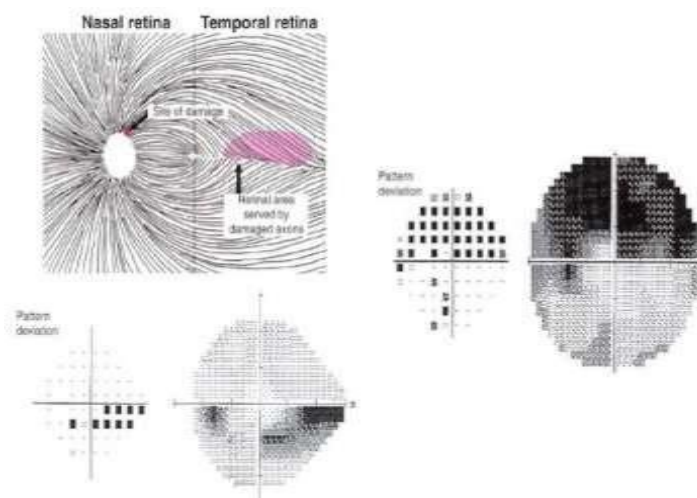 Nasal retina Temporal retina
Site of damage
Retinal area
served by
damaged axons
Pattern
deviation
Pattern
deviation